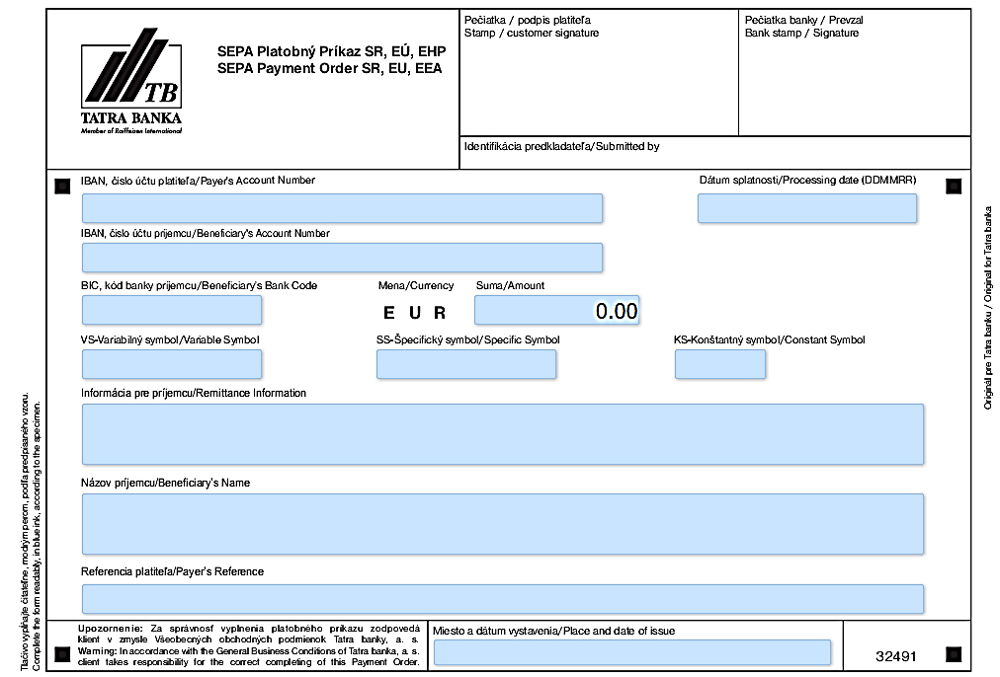 TB
TATRA BANKA
Member of Raiffeisen International
SEPA Platobný Príkaz SR, EÚ, EHP
SEPA Payment Order SR, EU, EEA
Pečiatka / podpis platiteľa
Stamp / customer signature
Pečiatka banky / Prevzal
Bank stamp / Signature
Identifikácia predkladateľa/Submitted by
IBAN, číslo účtu platiteľa/Payer's Account Number
Dátum splatnosti/Processing date (DDMMRR)
IBAN, číslo účtu príjemcu/Beneficiary's Account Number
BIC, kód banky príjemcu/Beneficiary's Bank Code
Mena/Currency
Suma/Amount
E U R
0.00
VS-Variabilný symbol/Variable Symbol
SS-Špecifický symbol/Specific Symbol
KS-Konštantný symbol/Constant Symbol
Informácia pre príjemcu/Remittance Information
Názov príjemcu/Beneficiary's Name
Referencia platiteľa/Payer's Reference
Upozornenie: Za správnosť vyplnenia platobného príkazu zodpovedá
klient v zmysle Všeobecných obchodných podmienok Tatra banky, a. s.
Warning: In accordance with the General Business Conditions of Tatra banka, a. s.
client takes responsibility for the correct completing of this Payment Order.
Miesto a dátum vystavenia/Place and date of issue
32491
Tlačivo vypĺňajte čitateľne, modrým perom, podľa predpísaného vzoru.
Complete the form readably, in blue ink, according to the specimen.
Originál pre Tatra banku / Original for Tatra banka